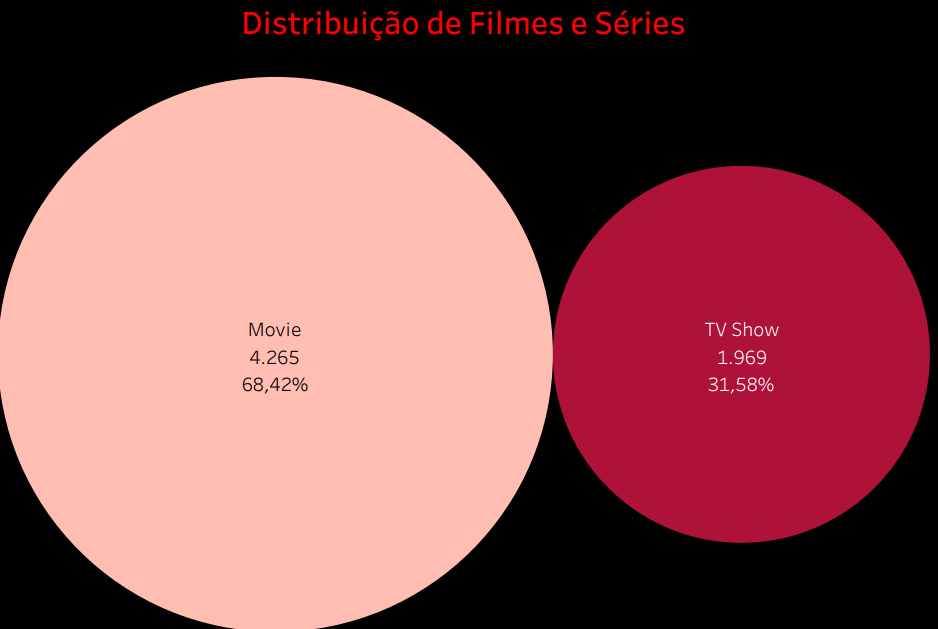 Distribuição de Filmes e Séries
Movie
4.265
68,42%
TV Show
1.969
31,58%